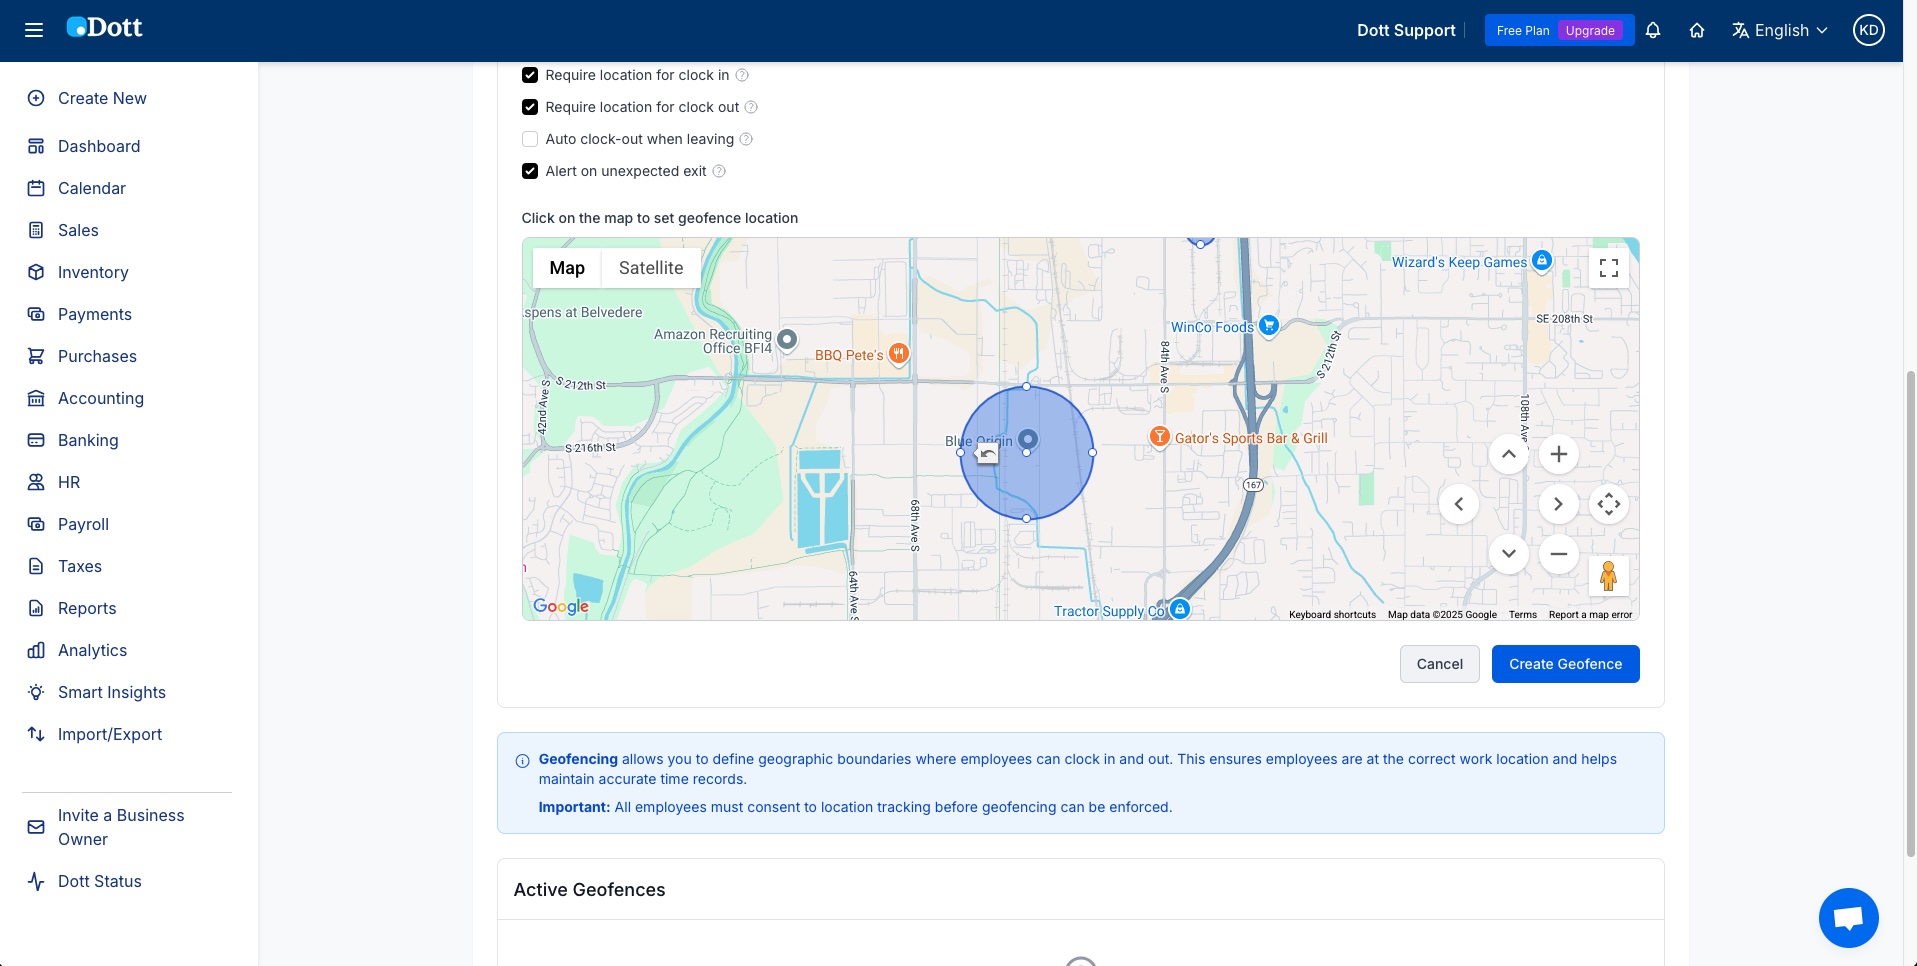 Dott
Dott Support
Free Plan
Upgrade
English
KD
Create New
Dashboard
Calendar
Sales
Inventory
Payments
Purchases
Accounting
Banking
HR
Payroll
Taxes
Reports
Analytics
Smart Insights
Import/Export
Invite a Business
Owner
Dott Status
Require location for clock in
Require location for clock out
Auto clock-out when leaving
Alert on unexpected exit
Click on the map to set geofence location
Map
Satellite
Wizard's Keep Games
spens at Belvedere
Amazon Recruiting
Office BFI4
BBQ Pete's
WinCo Foods
SE 208th St
S 212th St
S 212th St
84th Ave S
42nd Ave S
108th Ave
S 216th St
Blue Origin
Gator's Sports Bar & Grill
167
68th Ave S
64th Ave S
Tractor Supply Co
Google
Keyboard shortcuts
Map data ©2025 Google
Terms
Report a map error
Cancel
Create Geofence
Geofencing allows you to define geographic boundaries where employees can clock in and out. This ensures employees are at the correct work location and helps
maintain accurate time records.
Important: All employees must consent to location tracking before geofencing can be enforced.
Active Geofences